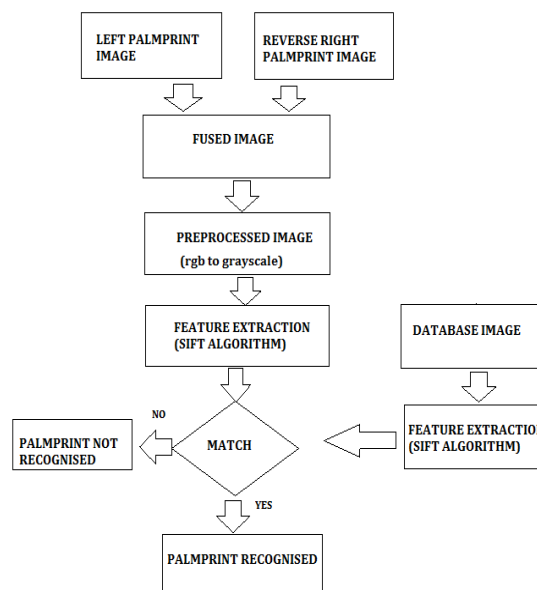 LEFT PALMPRINT
IMAGE
REVERSE RIGHT
PALMPRINT IMAGE
FUSED IMAGE
PREPROCESSED IMAGE
(rgb to grayscale)
FEATURE EXTRACTION
(SIFT ALGORITHM)
DATABASE IMAGE
FEATURE EXTRACTION
(SIFT ALGORITHM)
MATCH
NO
PALMPRINT NOT
RECOGNISED
YES
PALMPRINT RECOGNISED